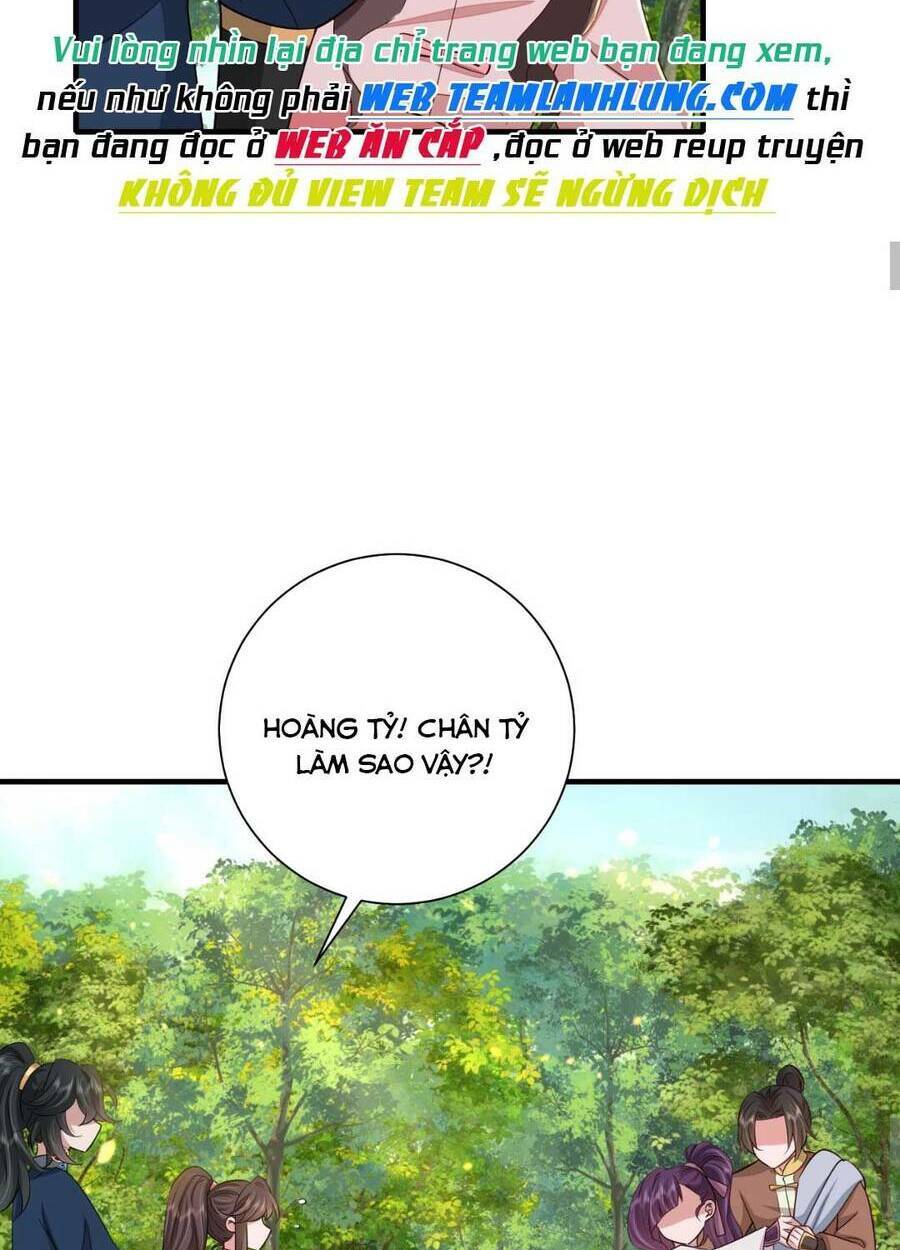 Vui lòng nhìn lại địa chỉ trang web bạn đang xem,
nếu như không phải WEB TEAMLANHLUNG.COM thì
bạn đang đọc ở WEB ĂN CẮP ,đọc ở web reup truyện
KHÔNG ĐỦ VIEW TEAM SẼ NGỪNG DỊCH
HOÀNG TỶ! CHÂN TỶ
LÀM SAO VẬY?!